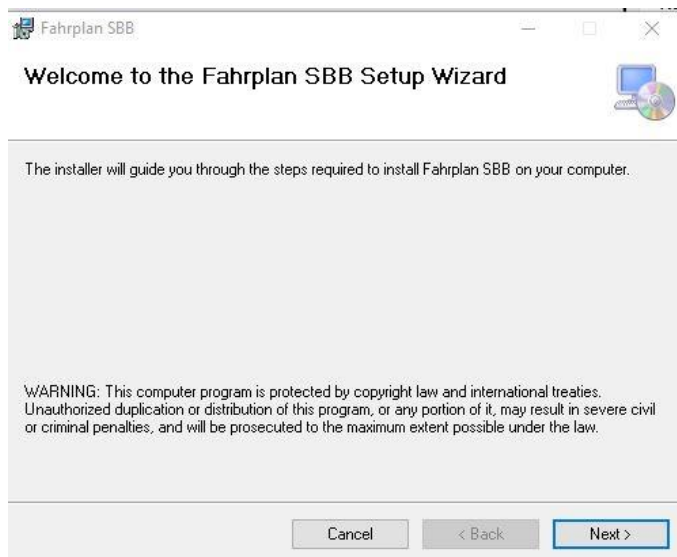 Fahrplan SBB
Welcome to the Fahrplan SBB Setup Wizard
The installer will guide you through the steps required to install Fahrplan SBB on your computer.
WARNING: This computer program is protected by copyright law and international treaties.
Unauthorized duplication or distribution of this program, or any portion of it, may result in severe civil
or criminal penalties, and will be prosecuted to the maximum extent possible under the law.
Cancel
< Back
Next >